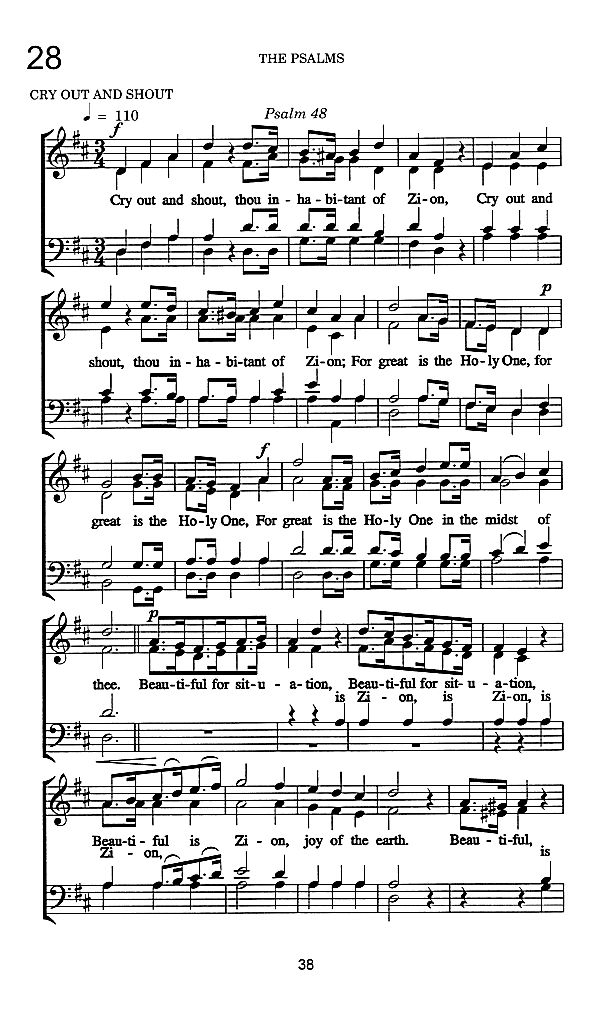 28
THE PSALMS
CRY OUT AND SHOUT
♩ = 110
Psalm 48
f
Cry out and shout, thou in - ha - bi - tant of Zi - on, Cry out and
p
shout, thou in - ha - bi - tant of Zi - on; For great is the Ho - ly One, for
f
great is the Ho - ly One, For great is the Ho - ly One in the midst of
p
thee. Beau - ti - ful for sit - u - a - tion, Beau - ti - ful for sit - u - a - tion,
is Zi - on, is Zi - on, is
Beau - ti - ful is Zi - on, joy of the earth. Beau - ti - ful,
Zi - on, is
38